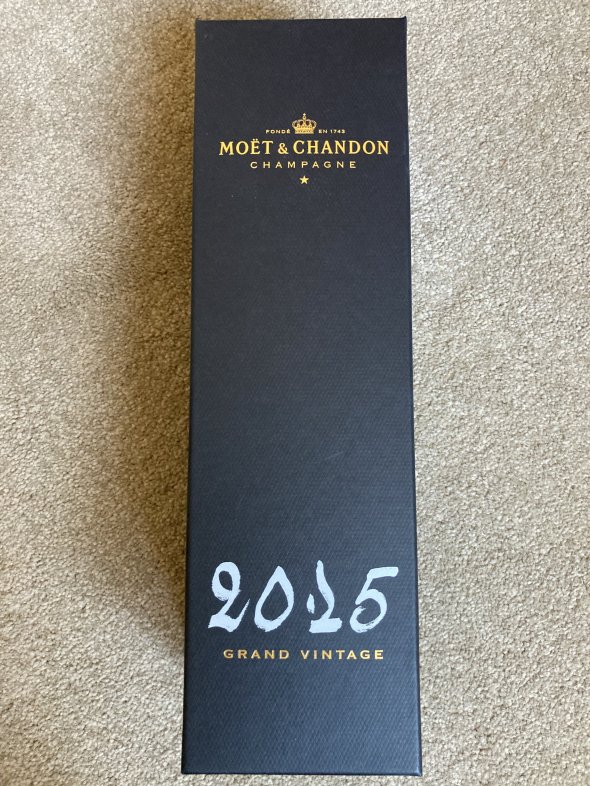 FONDÉ EN 1743
MOËT & CHANDON
CHAMPAGNE
2015
GRAND VINTAGE